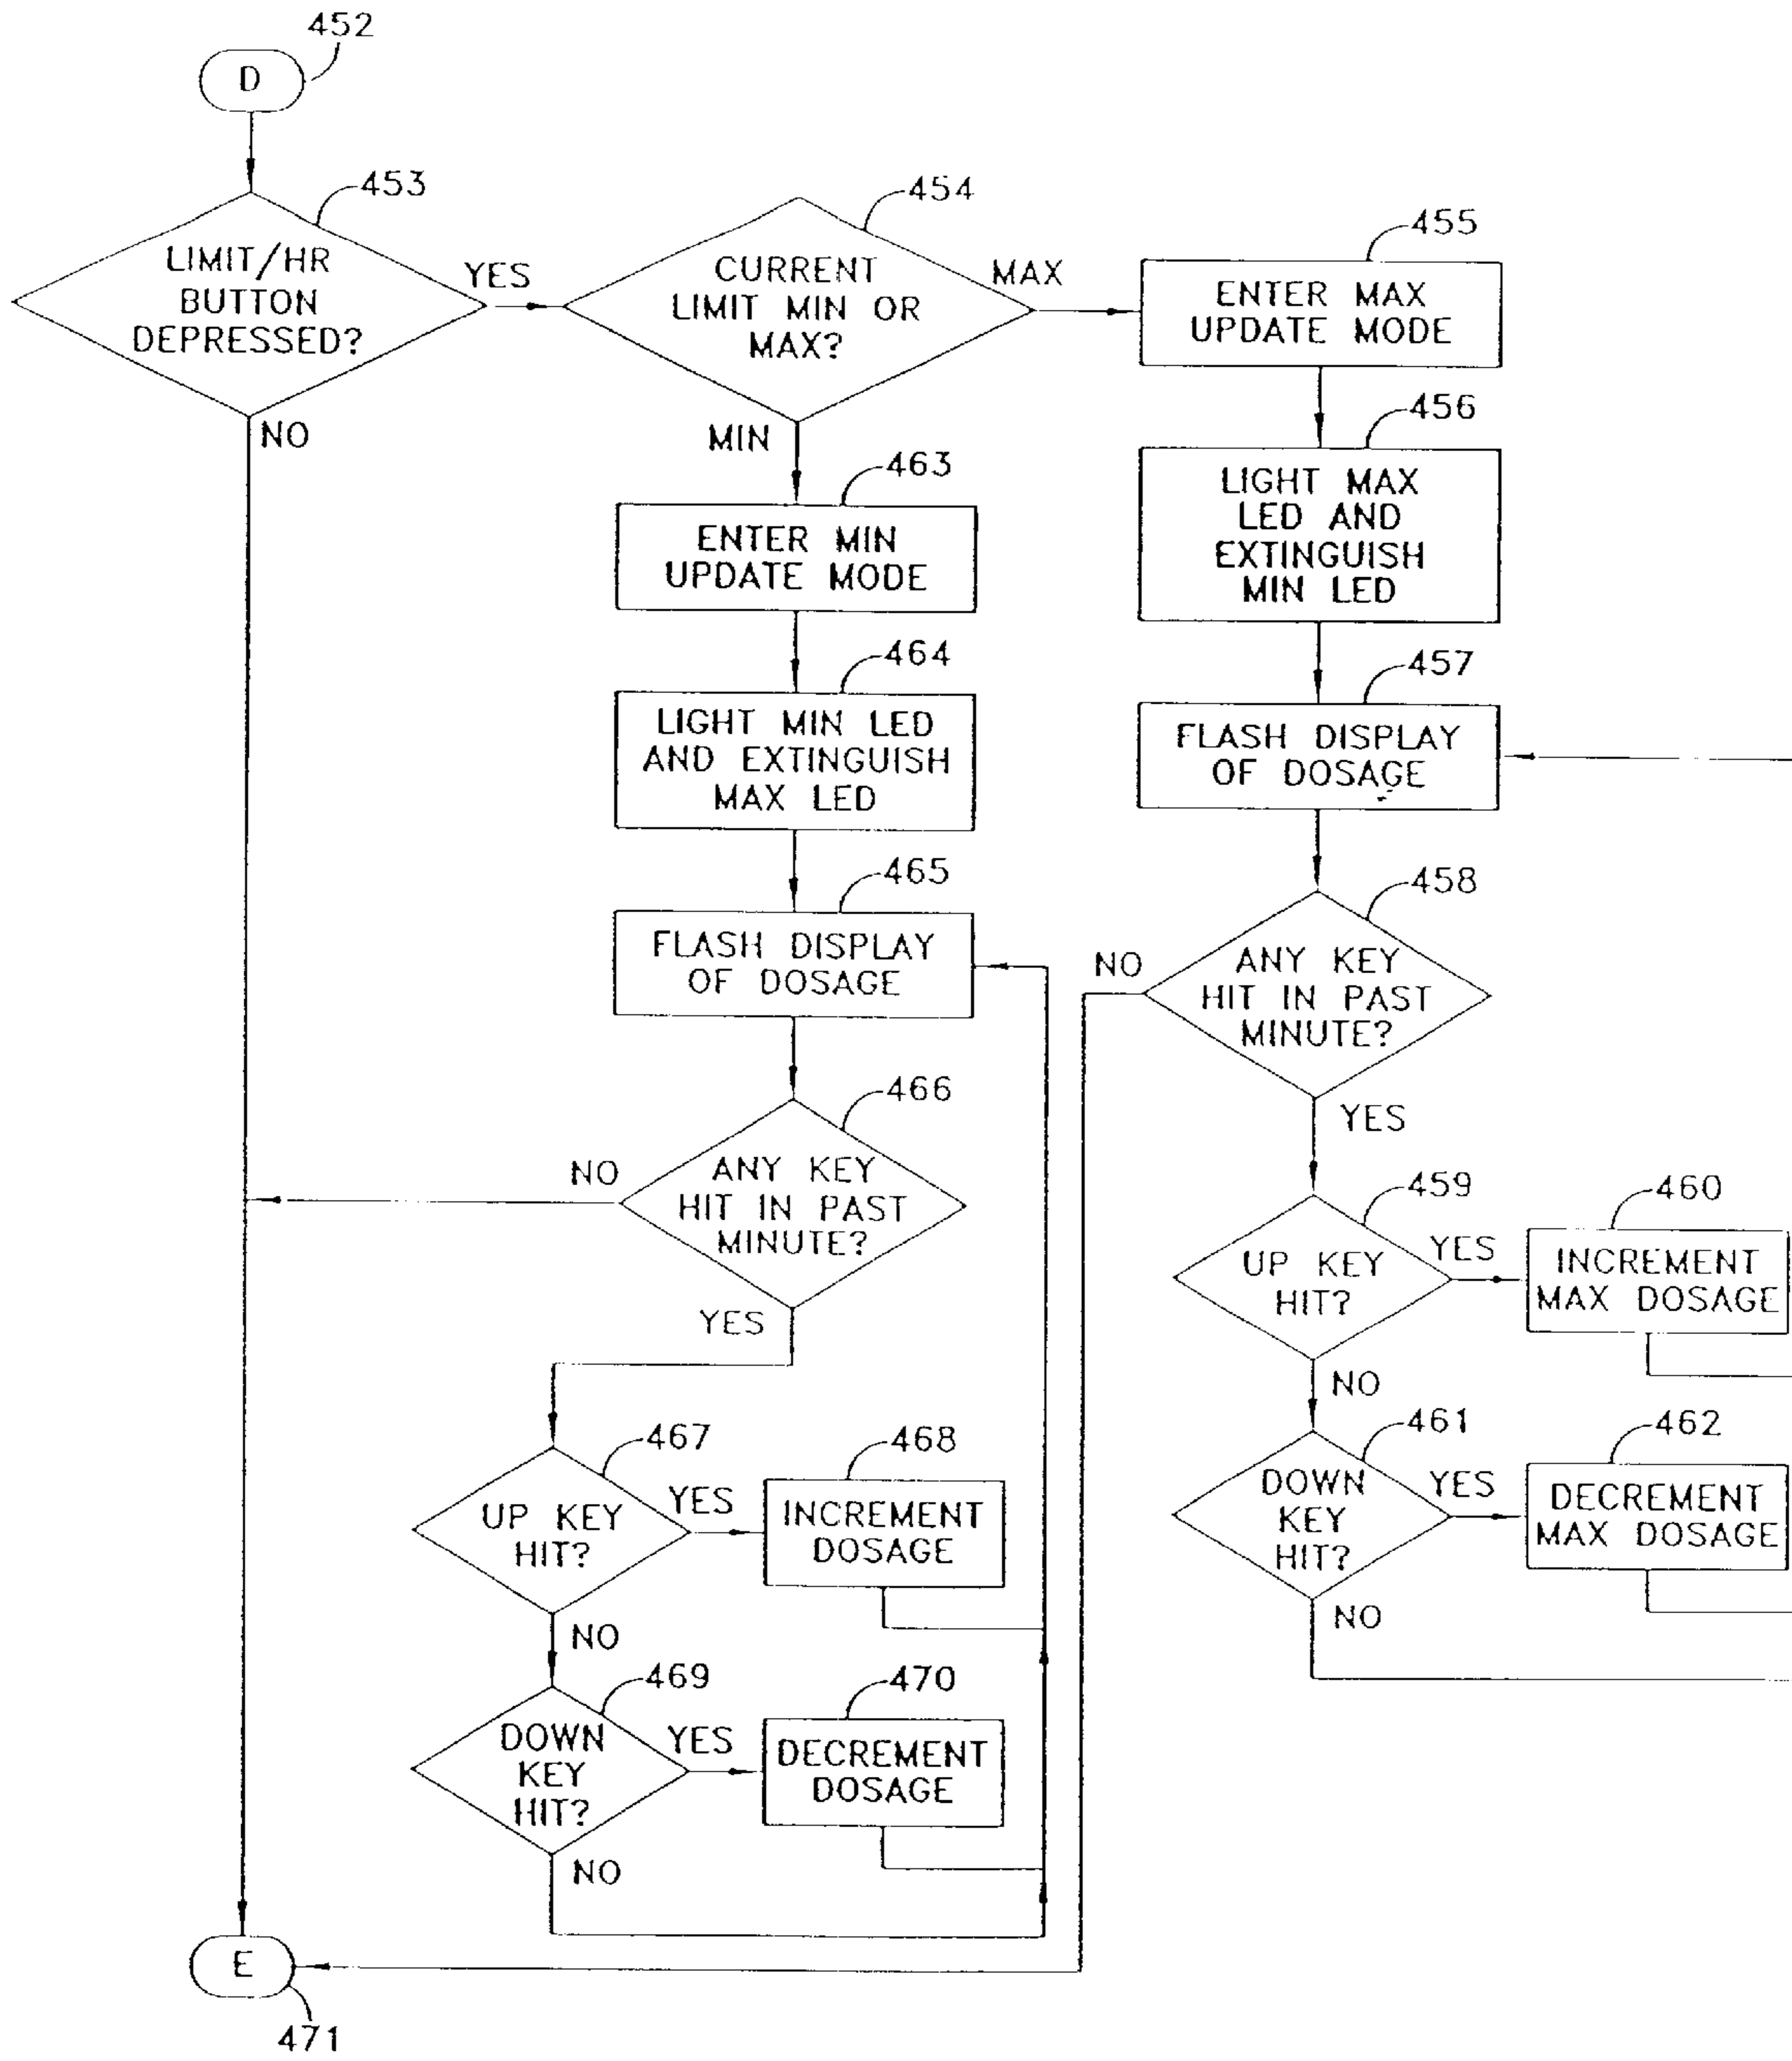 452
D
453
LIMIT/HR
BUTTON
DEPRESSED?
YES
NO
454
CURRENT
LIMIT MIN OR
MAX?
MAX
MIN
455
ENTER MAX
UPDATE MODE
456
LIGHT MAX
LED AND
EXTINGUISH
MIN LED
457
FLASH DISPLAY
OF DOSAGE
458
ANY KEY
HIT IN PAST
MINUTE?
NO
YES
459
UP KEY
HIT?
YES
NO
460
INCREMENT
MAX DOSAGE
461
DOWN
KEY
HIT?
YES
NO
462
DECREMENT
MAX DOSAGE
463
ENTER MIN
UPDATE MODE
464
LIGHT MIN LED
AND EXTINGUISH
MAX LED
465
FLASH DISPLAY
OF DOSAGE
466
ANY KEY
HIT IN PAST
MINUTE?
NO
YES
467
UP KEY
HIT?
YES
NO
468
INCREMENT
DOSAGE
469
DOWN
KEY
HIT?
YES
NO
470
DECREMENT
DOSAGE
E
471